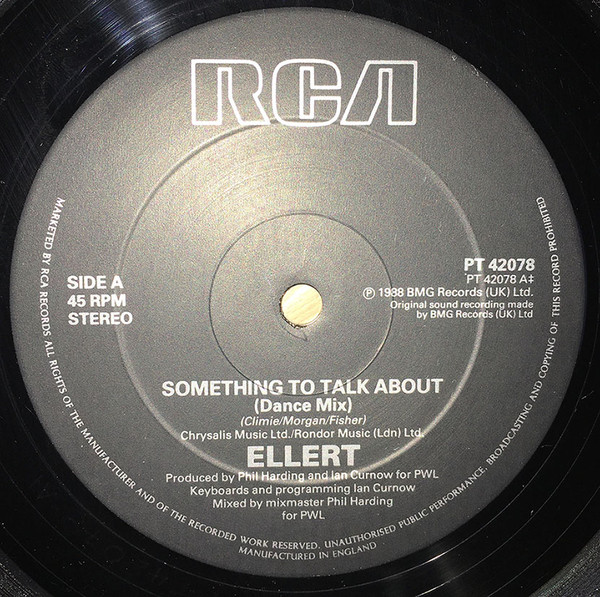 RCA
SIDE A
45 RPM
STEREO
PT 42078
PT 42078 A‡
℗ 1988 BMG Records (UK) Ltd.
Original sound recording made
by BMG Records (UK) Ltd
SOMETHING TO TALK ABOUT
(Dance Mix)
(Climie/Morgan/Fisher)
Chrysalis Music Ltd./Rondor Music (Ldn) Ltd.
ELLERT
Produced by Phil Harding and Ian Curnow for PWL
Keyboards and programming Ian Curnow
Mixed by mixmaster Phil Harding
for PWL
MARKETED BY RCA RECORDS ALL RIGHTS OF THE MANUFACTURER AND OF THE RECORDED WORK RESERVED. UNAUTHORISED PUBLIC PERFORMANCE, BROADCASTING AND COPYING OF THIS RECORD PROHIBITED
MANUFACTURED IN ENGLAND